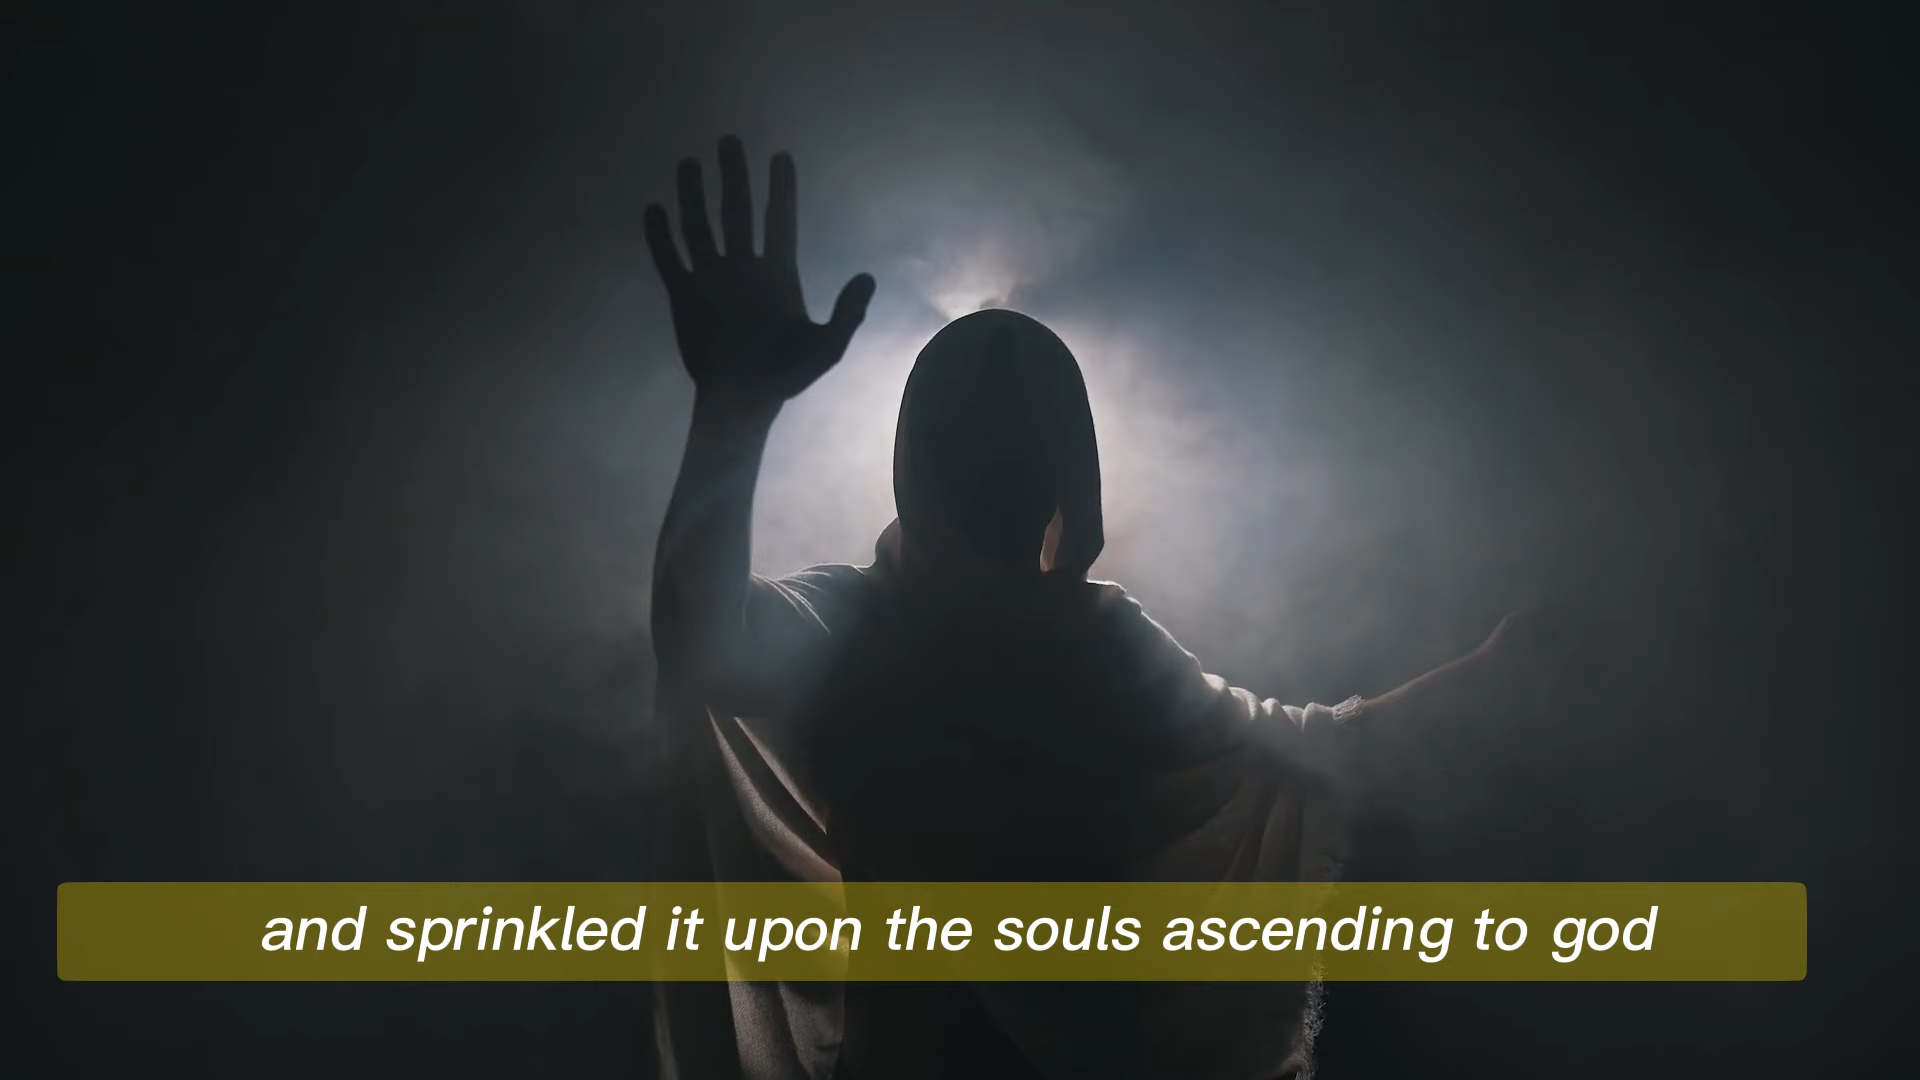 and sprinkled it upon the souls ascending to god